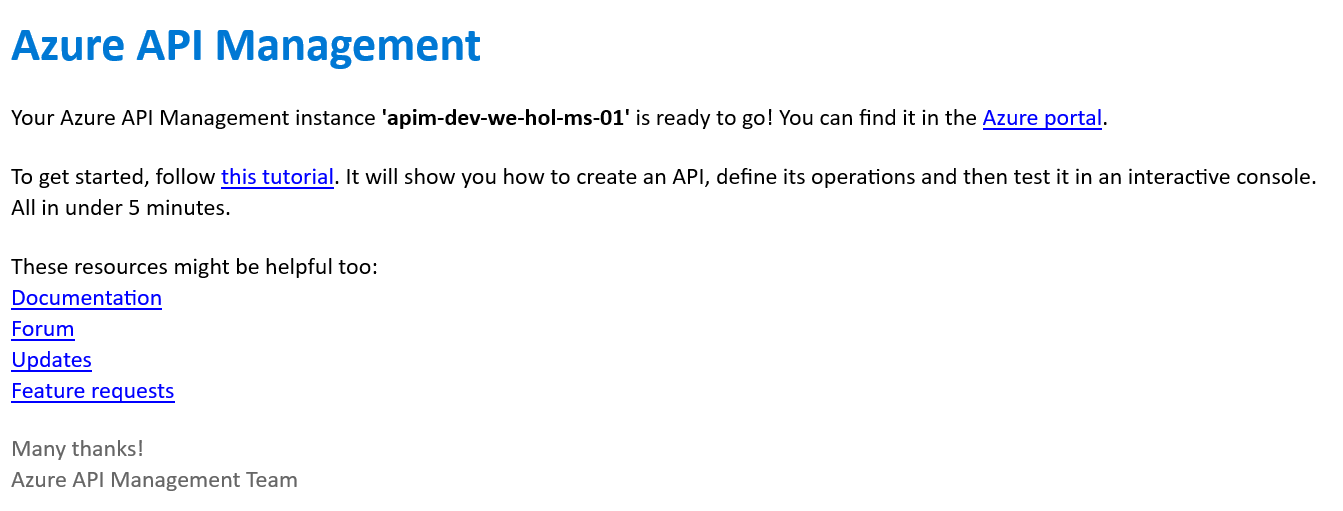 Azure API Management
Your Azure API Management instance 'apim-dev-we-hol-ms-01' is ready to go! You can find it in the Azure portal.
To get started, follow this tutorial. It will show you how to create an API, define its operations and then test it in an interactive console.
All in under 5 minutes.
These resources might be helpful too:
Documentation
Forum
Updates
Feature requests
Many thanks!
Azure API Management Team